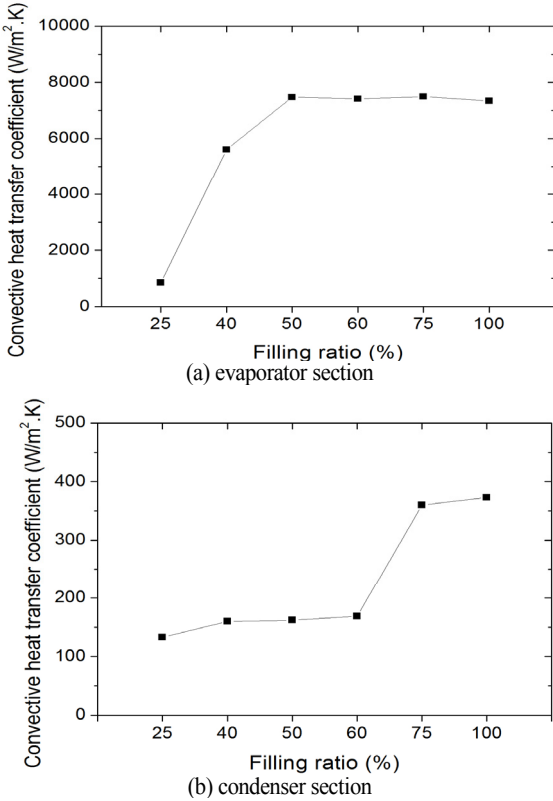 Convective heat transfer coefficient (W/m².K)
10000
8000
6000
4000
2000
0
25 40 50 60 75 100
Filling ratio (%)
(a) evaporator section
Convective heat transfer coefficient (W/m².K)
500
400
300
200
100
0
25 40 50 60 75 100
Filling ratio (%)
(b) condenser section